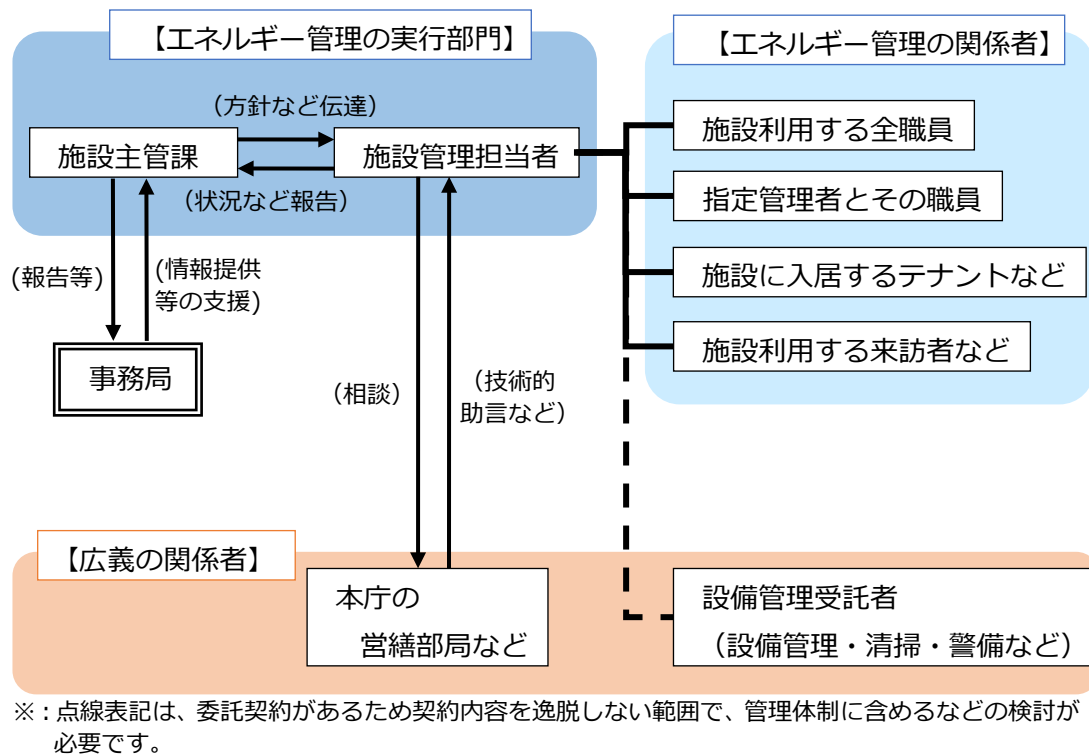 【エネルギー管理の実行部門】
【エネルギー管理の関係者】
（方針など伝達）
施設主管課
施設管理担当者
（状況など報告）
施設利用する全職員
指定管理者とその職員
施設に入居するテナントなど
施設利用する来訪者など
(報告等)
(情報提供
等の支援)
事務局
（相談）
（技術的
助言など）
【広義の関係者】
本庁の
営繕部局など
設備管理受託者
（設備管理・清掃・警備など）
※：点線表記は、委託契約があるため契約内容を逸脱しない範囲で、管理体制に含めるなどの検討が
必要です。